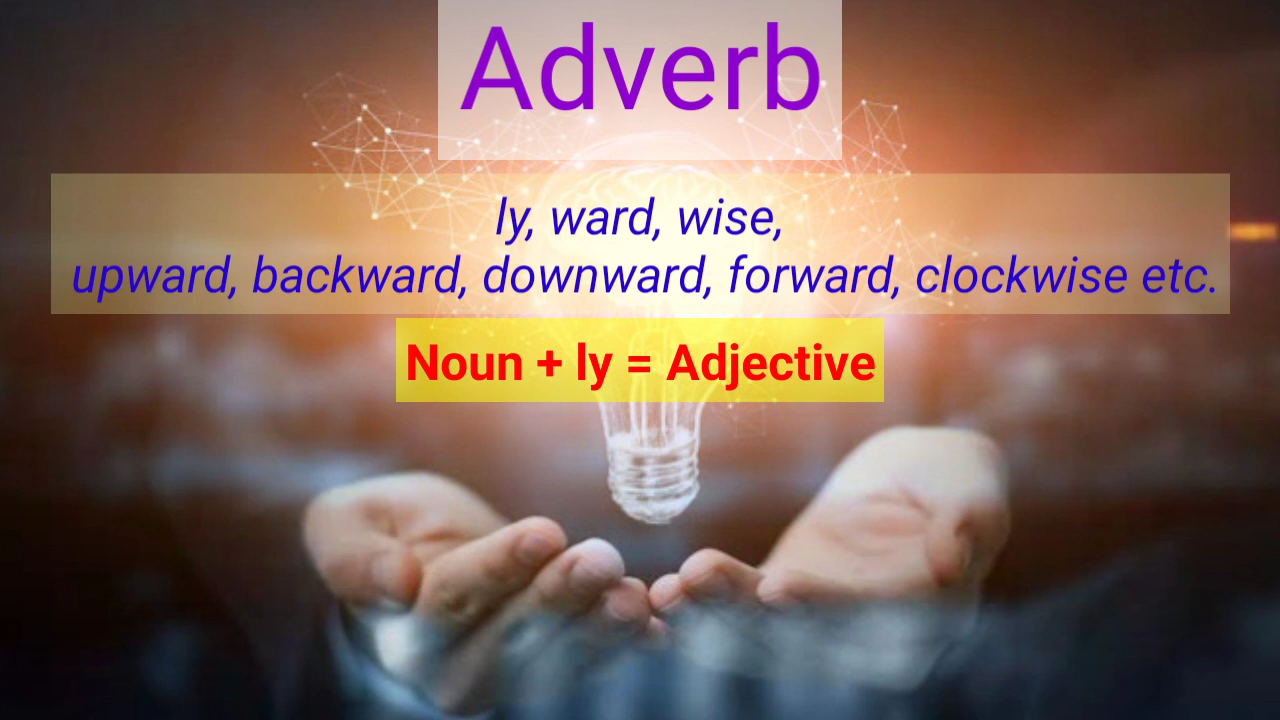 Adverb
ly, ward, wise,
upward, backward, downward, forward, clockwise etc.
Noun + ly = Adjective